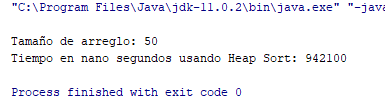 "C:\Program Files\Java\jdk-11.0.2\bin\java.exe" "-java
Tamaño de arreglo: 50
Tiempo en nano segundos usando Heap Sort: 942100
Process finished with exit code 0